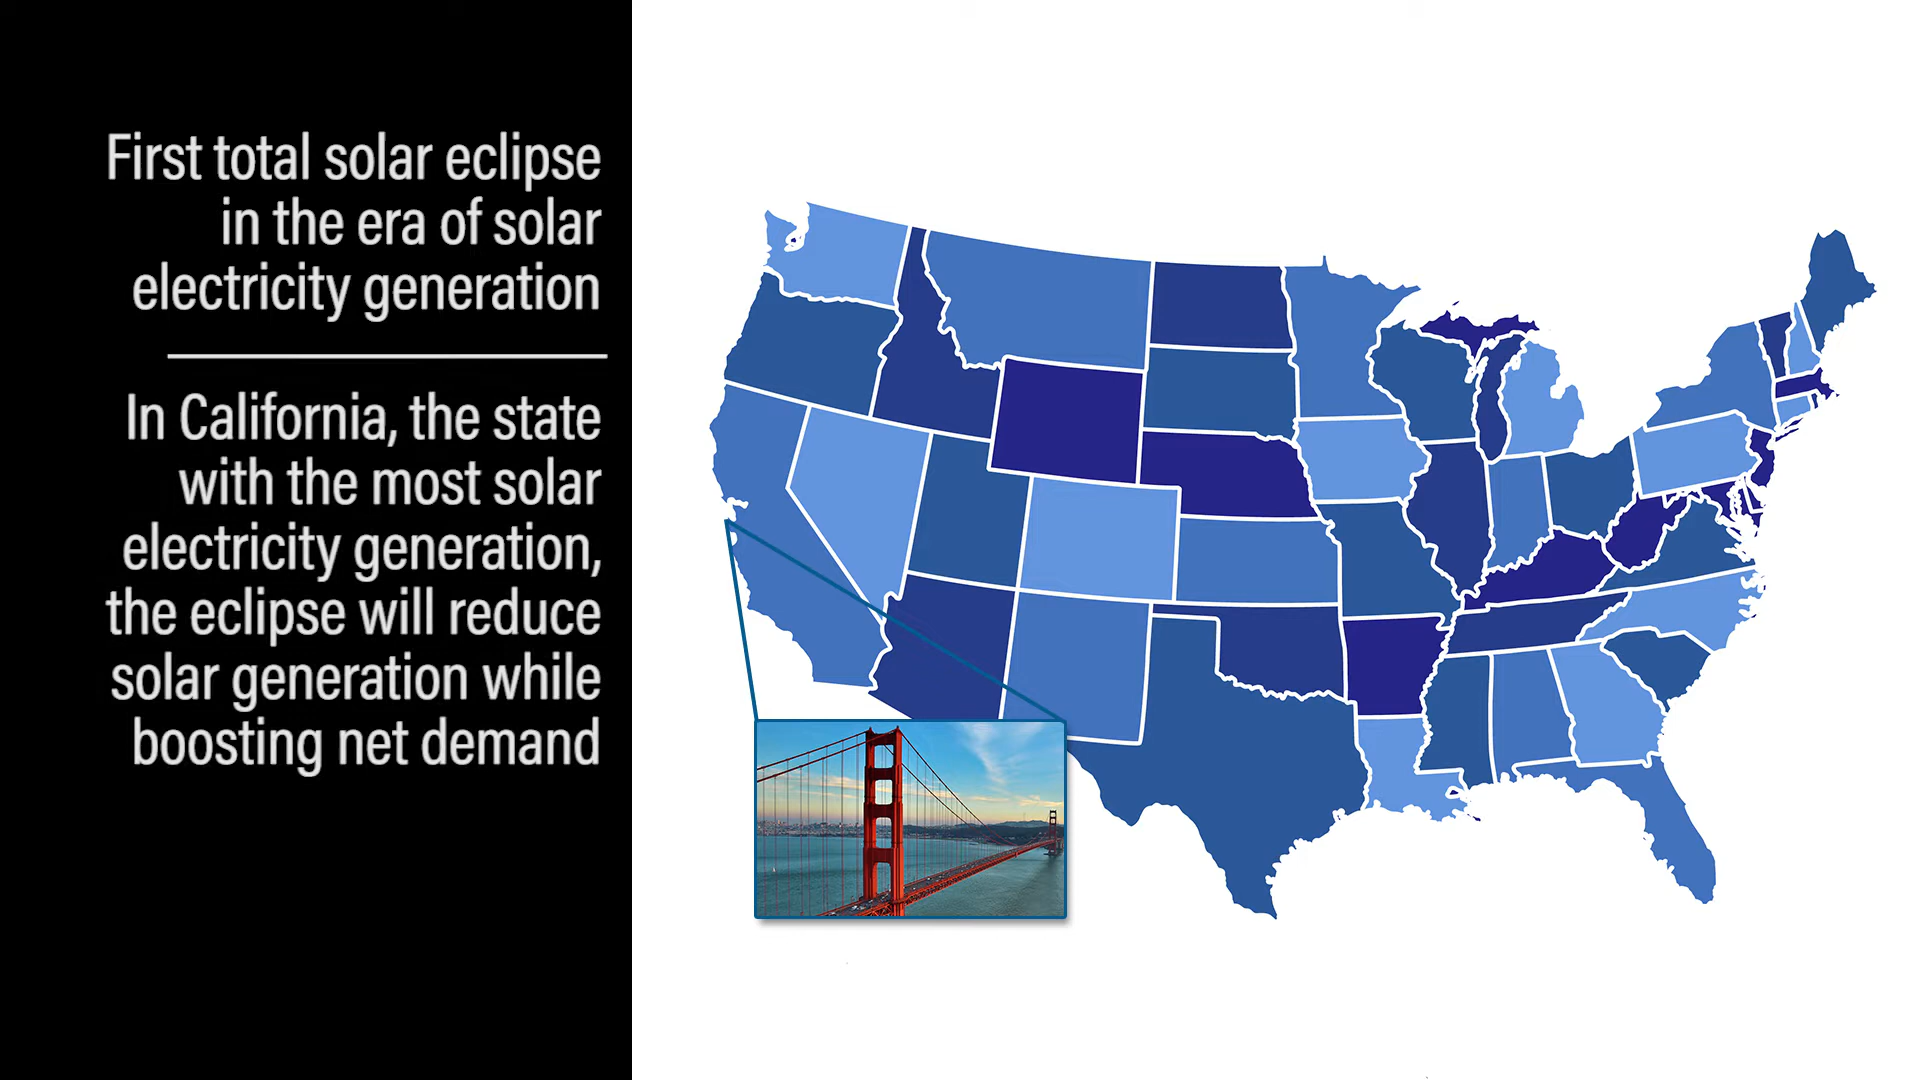 First total solar eclipse
in the era of solar
electricity generation
In California, the state
with the most solar
electricity generation,
the eclipse will reduce
solar generation while
boosting net demand